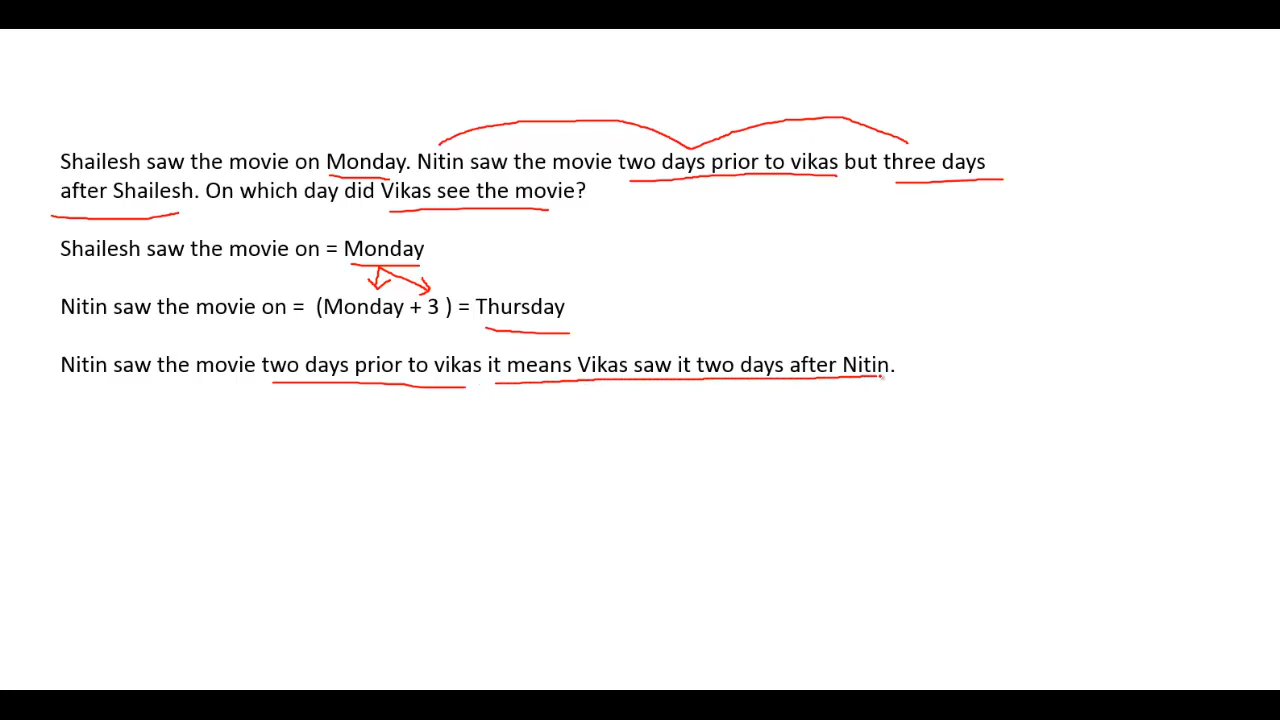 Shailesh saw the movie on Monday. Nitin saw the movie two days prior to vikas but three days
after Shailesh. On which day did Vikas see the movie?
Shailesh saw the movie on = Monday
Nitin saw the movie on =  (Monday + 3 ) = Thursday
Nitin saw the movie two days prior to vikas it means Vikas saw it two days after Nitin.